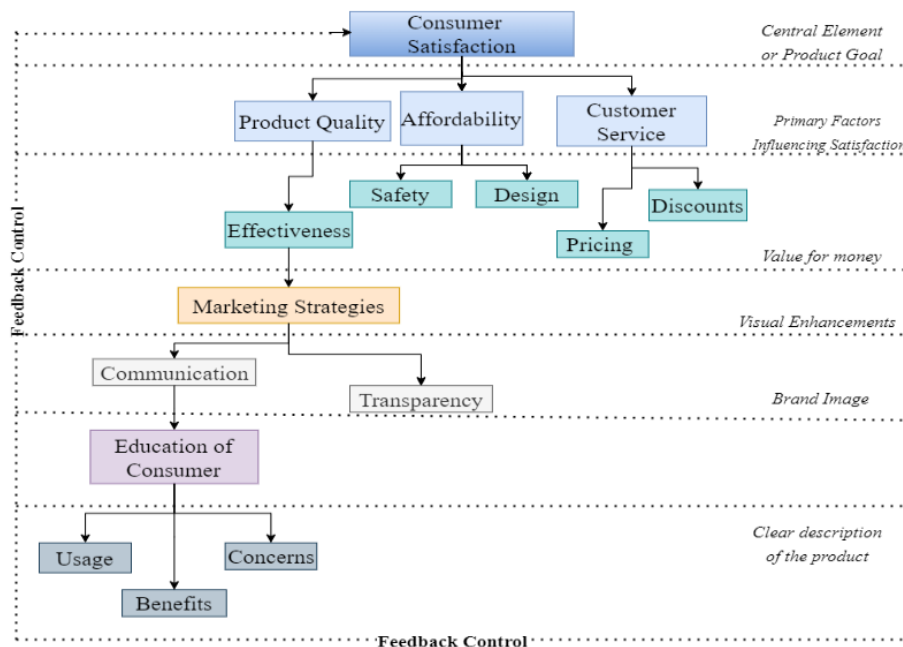 Consumer
Satisfaction
Central Element
or Product Goal
Product Quality
Affordability
Customer
Service
Primary Factors
Influencing Satisfaction
Safety
Design
Discounts
Effectiveness
Pricing
Value for money
Feedback Control
Marketing Strategies
Visual Enhancements
Communication
Transparency
Brand Image
Education of
Consumer
Usage
Concerns
Clear description
of the product
Benefits
Feedback Control